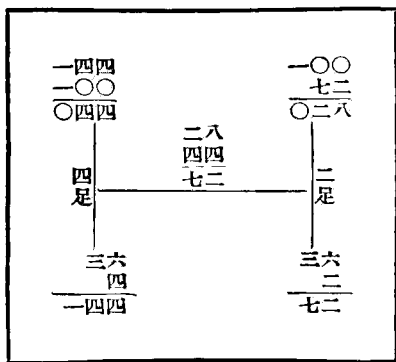 一四四
一〇〇
〇四四
一〇〇
七二
〇二八
二八
四四
七二
四足
二足
三六
四
一四四
三六
二
七二